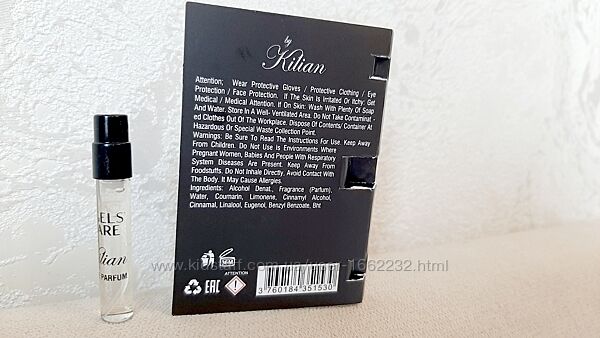 by
Kilian
Attention: Wear Protective Gloves / Protective Clothing / Eye
Protection / Face Protection. If The Skin Is Irritated Or Itchy: Get
Medical / Medical Attention. If On Skin: Wash With Plenty Of Soap
And Water. Store In A Well- Ventilated Area. Do Not Take Contaminat -
ed Clothes Out Of The Workplace. Dispose Of Contents/ Container At
Hazardous Or Special Waste Collection Point.
Warnings: Be Sure To Read The Instructions For Use. Keep Away
From Children. Do Not Use is Environments Where
Pregnant Women, Babies And People With Respiratory
System Diseases Are Present. Keep Away From
Foodstuffs. Do Not Inhale Directly, Avoid Contact With
The Body. It May Cause Allergies.
Ingredients: Alcohol Denat., Fragrance (Parfum),
Water, Coumarin, Limonene, Cinnamyl Alcohol,
Cinnamal, Linalool, Eugenol, Benzyl Benzoate, Bht
ELS
ARE
Kilian
PARFUM
EAC
ATTENTION
3 760184 351530